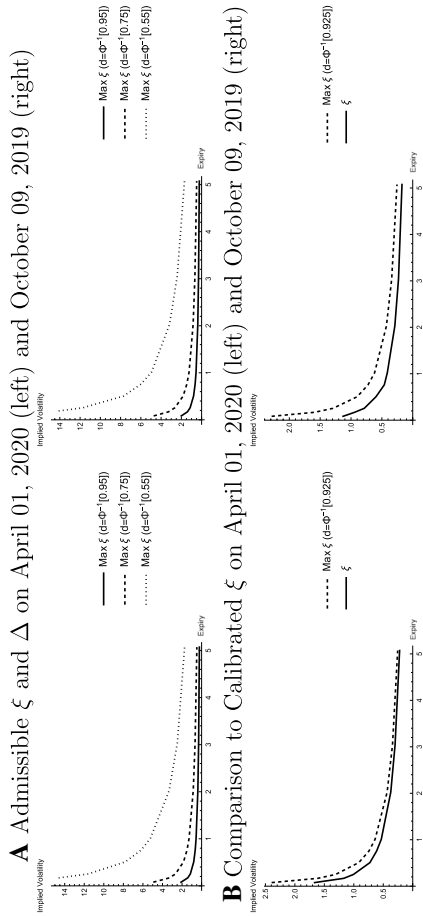 A Admissible ξ and Δ on April 01, 2020 (left) and October 09, 2019 (right)
Implied Volatility
14
12
10
8
6
4
2
1
2
3
4
5
Expiry
Max ξ (d=Φ⁻¹[0.95])
Max ξ (d=Φ⁻¹[0.75])
Max ξ (d=Φ⁻¹[0.55])
Implied Volatility
14
12
10
8
6
4
2
1
2
3
4
5
Expiry
Max ξ (d=Φ⁻¹[0.95])
Max ξ (d=Φ⁻¹[0.75])
Max ξ (d=Φ⁻¹[0.55])
B Comparison to Calibrated ξ on April 01, 2020 (left) and October 09, 2019 (right)
Implied Volatility
2.5
2.0
1.5
1.0
0.5
1
2
3
4
5
Expiry
Max ξ (d=Φ⁻¹[0.925])
ξ
Implied Volatility
2.0
1.5
1.0
0.5
1
2
3
4
5
Expiry
Max ξ (d=Φ⁻¹[0.925])
ξ